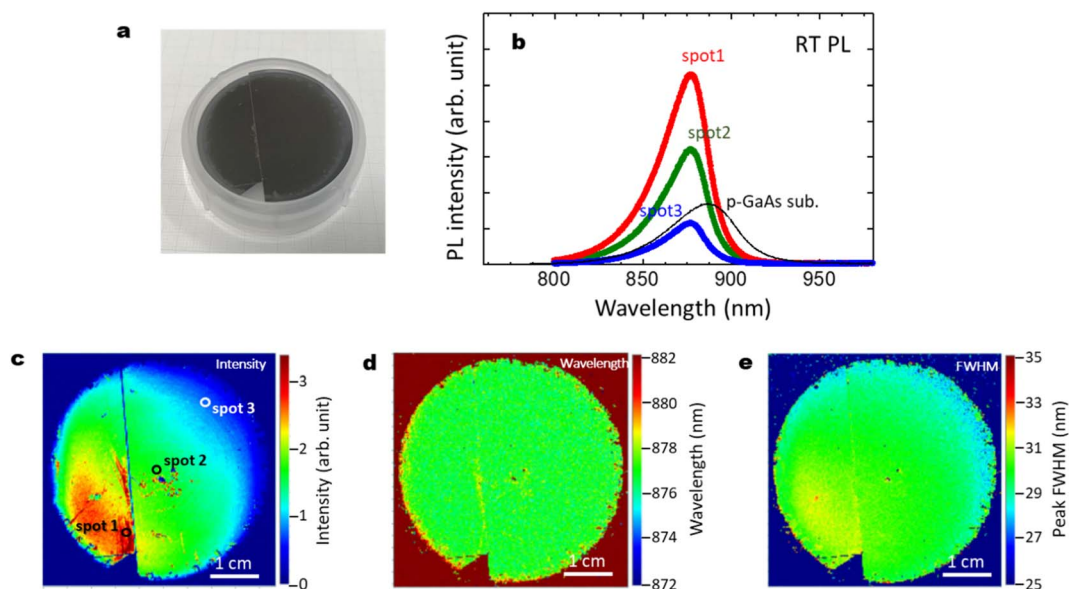 a
b
RT PL
spot1
spot2
spot3
p-GaAs sub.
PL intensity (arb. unit)
800
850
900
950
Wavelength (nm)
c
Intensity
spot 3
spot 2
spot 1
1 cm
3
2
1
0
Intensity (arb. unit)
d
Wavelength
1 cm
882
880
878
876
874
872
Wavelength (nm)
e
FWHM
1 cm
35
33
31
29
27
25
Peak FWHM (nm)